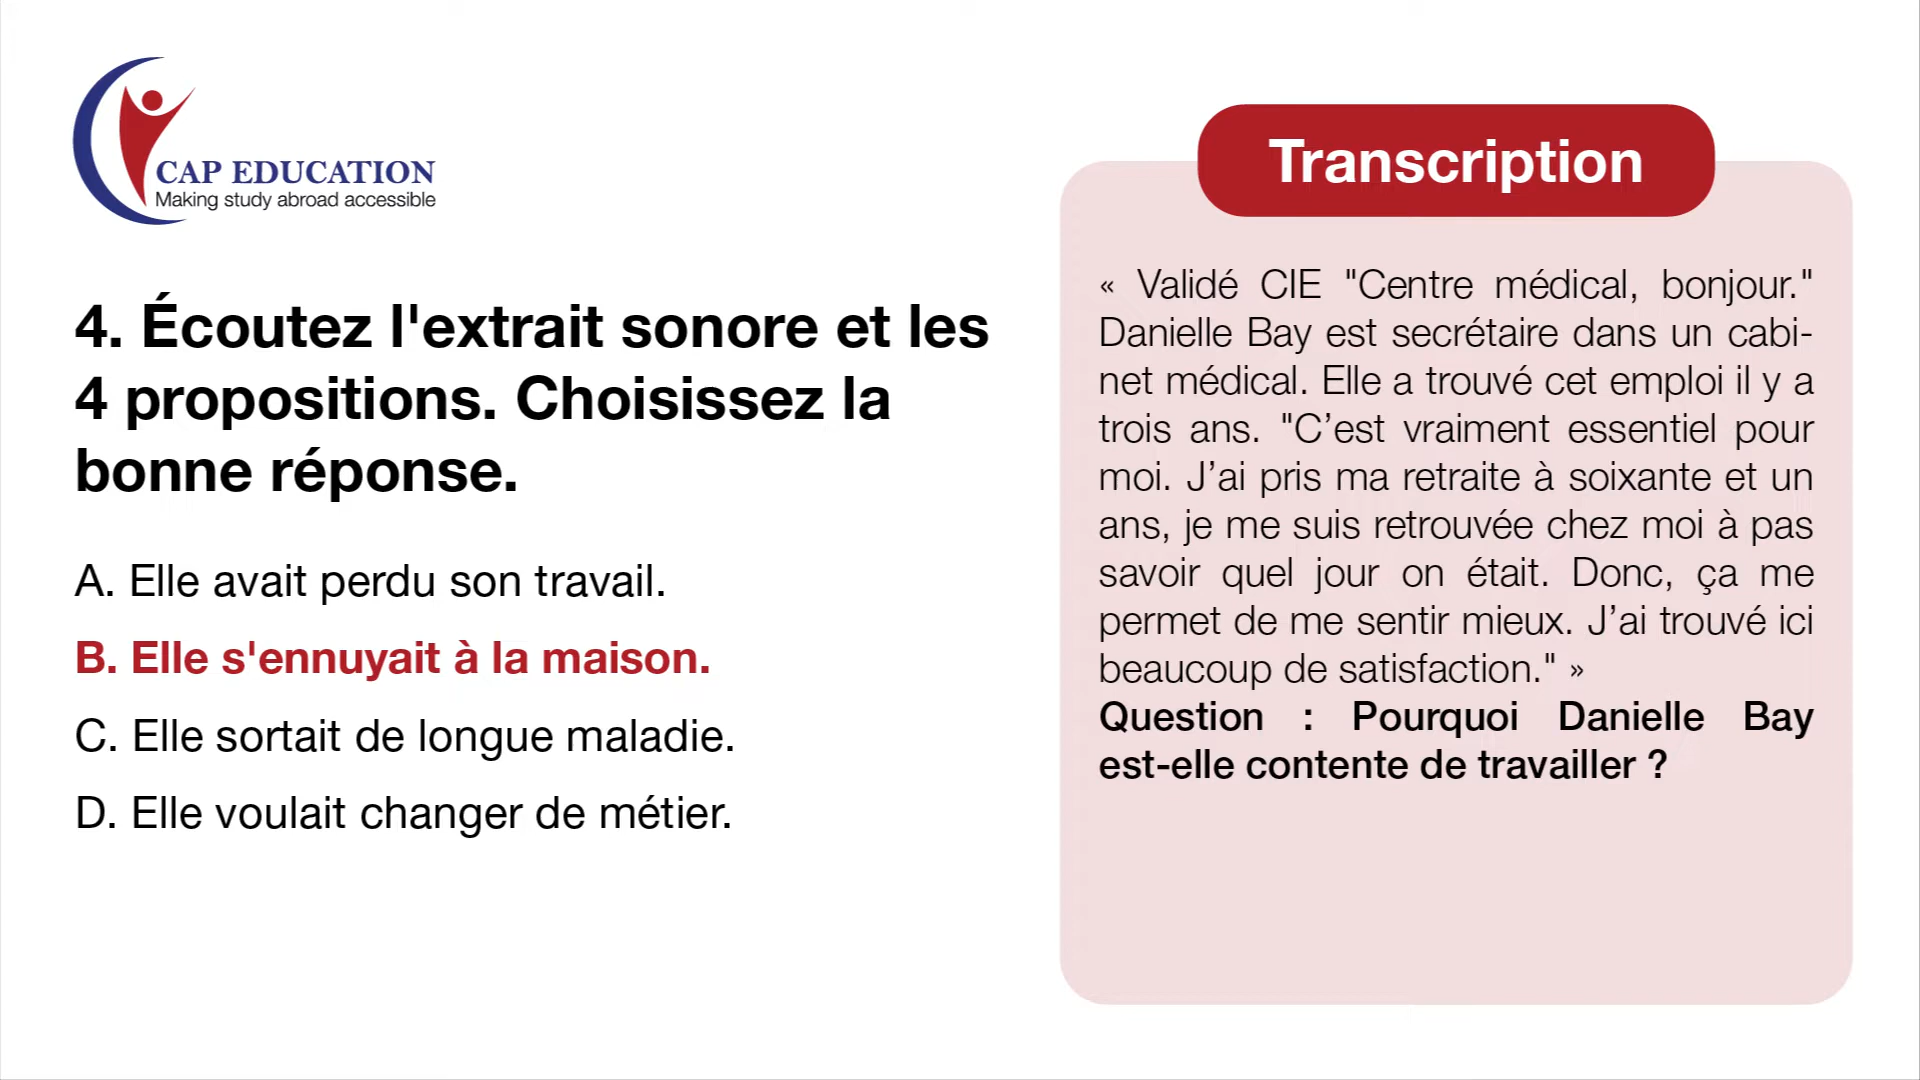 CAP EDUCATION
Making study abroad accessible
4. Écoutez l'extrait sonore et les
4 propositions. Choisissez la
bonne réponse.
A. Elle avait perdu son travail.
B. Elle s'ennuyait à la maison.
C. Elle sortait de longue maladie.
D. Elle voulait changer de métier.
Transcription
« Validé CIE "Centre médical, bonjour."
Danielle Bay est secrétaire dans un cabi-
net médical. Elle a trouvé cet emploi il y a
trois ans. "C’est vraiment essentiel pour
moi. J’ai pris ma retraite à soixante et un
ans, je me suis retrouvée chez moi à pas
savoir quel jour on était. Donc, ça me
permet de me sentir mieux. J’ai trouvé ici
beaucoup de satisfaction." »
Question : Pourquoi Danielle Bay
est-elle contente de travailler ?